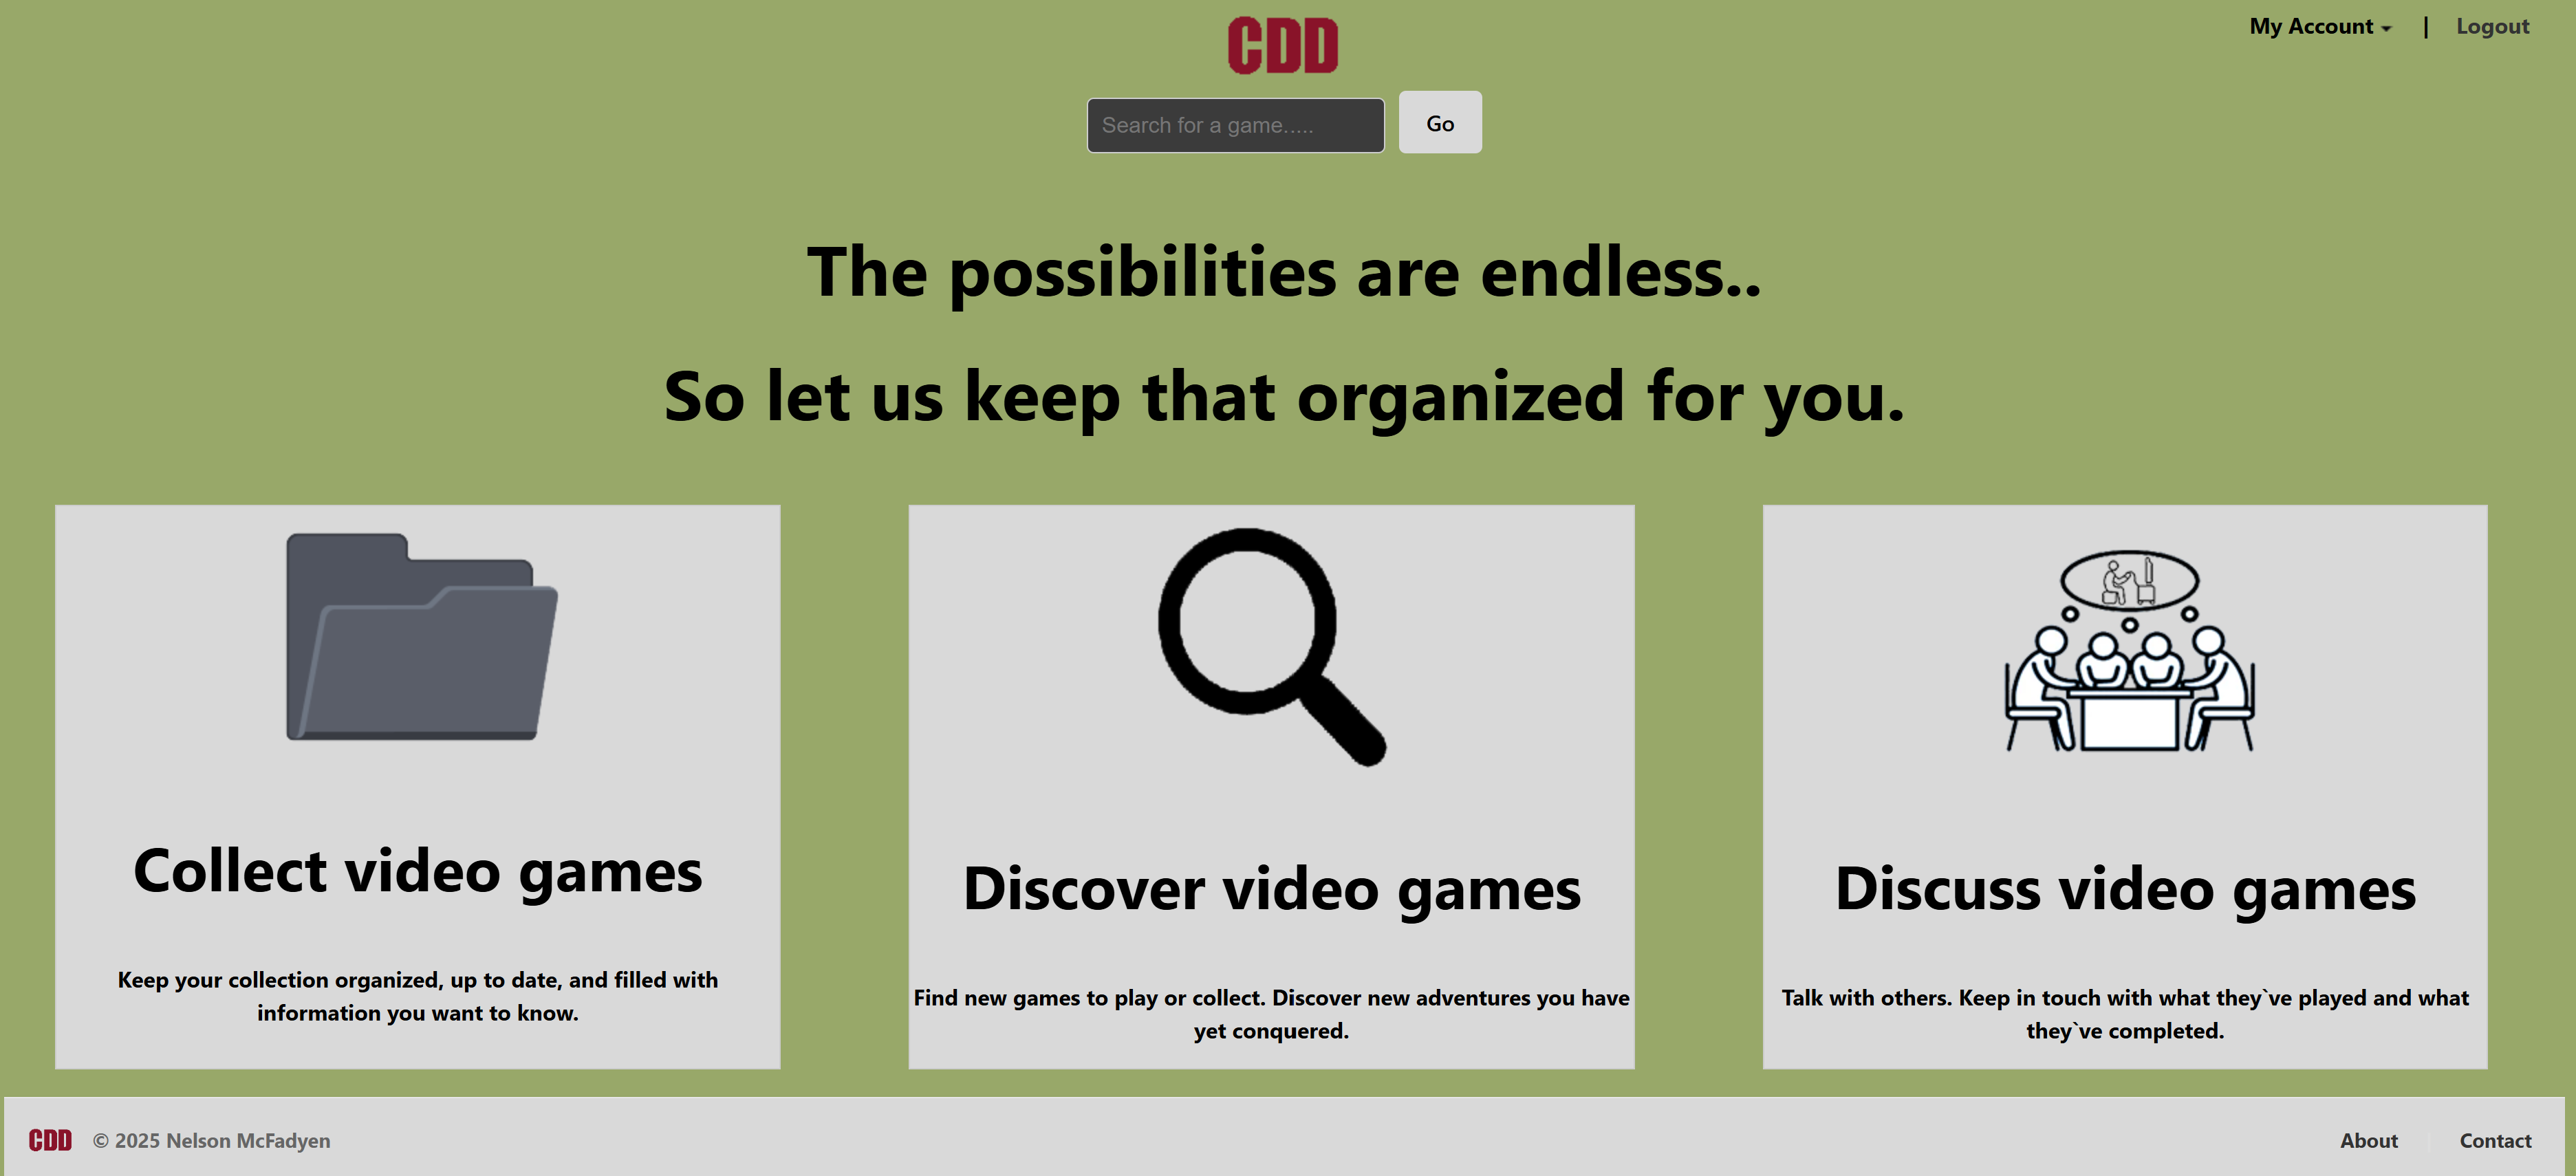 CDD
My Account
|
Logout
Search for a game.....
Go
The possibilities are endless..
So let us keep that organized for you.
Collect video games
Keep your collection organized, up to date, and filled with
information you want to know.
Discover video games
Find new games to play or collect. Discover new adventures you have
yet conquered.
Discuss video games
Talk with others. Keep in touch with what they`ve played and what
they`ve completed.
CDD
© 2025 Nelson McFadyen
About
Contact